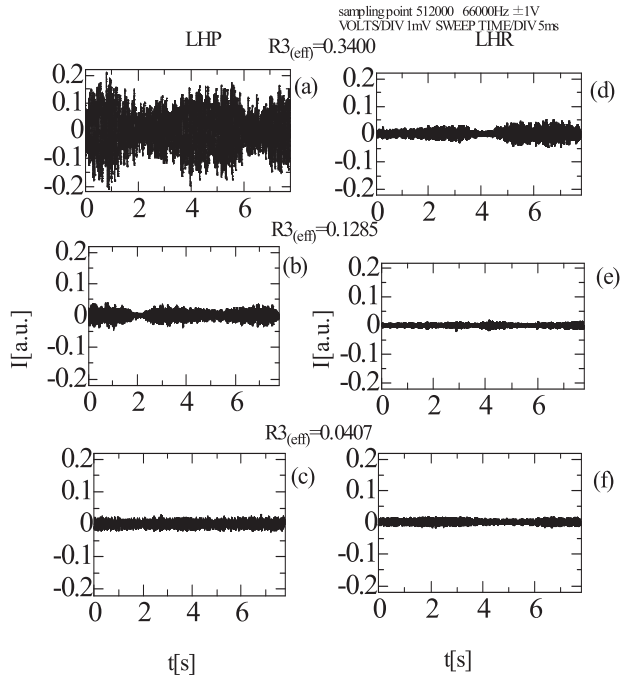 sampling point 512000 66000Hz ±1V
VOLTS/DIV 1mV SWEEP TIME/DIV 5ms
LHP
LHR
R3(eff)=0.3400
(a)
0.2
0.1
0
-0.1
-0.2
0 2 4 6
(d)
0.2
0.1
0
-0.1
-0.2
0 2 4 6
R3(eff)=0.1285
(b)
I[a.u.]
0.2
0.1
0
-0.1
-0.2
0 2 4 6
(e)
I[a.u.]
0.2
0.1
0
-0.1
-0.2
0 2 4 6
R3(eff)=0.0407
(c)
0.2
0.1
0
-0.1
-0.2
0 2 4 6
t[s]
(f)
0.2
0.1
0
-0.1
-0.2
0 2 4 6
t[s]